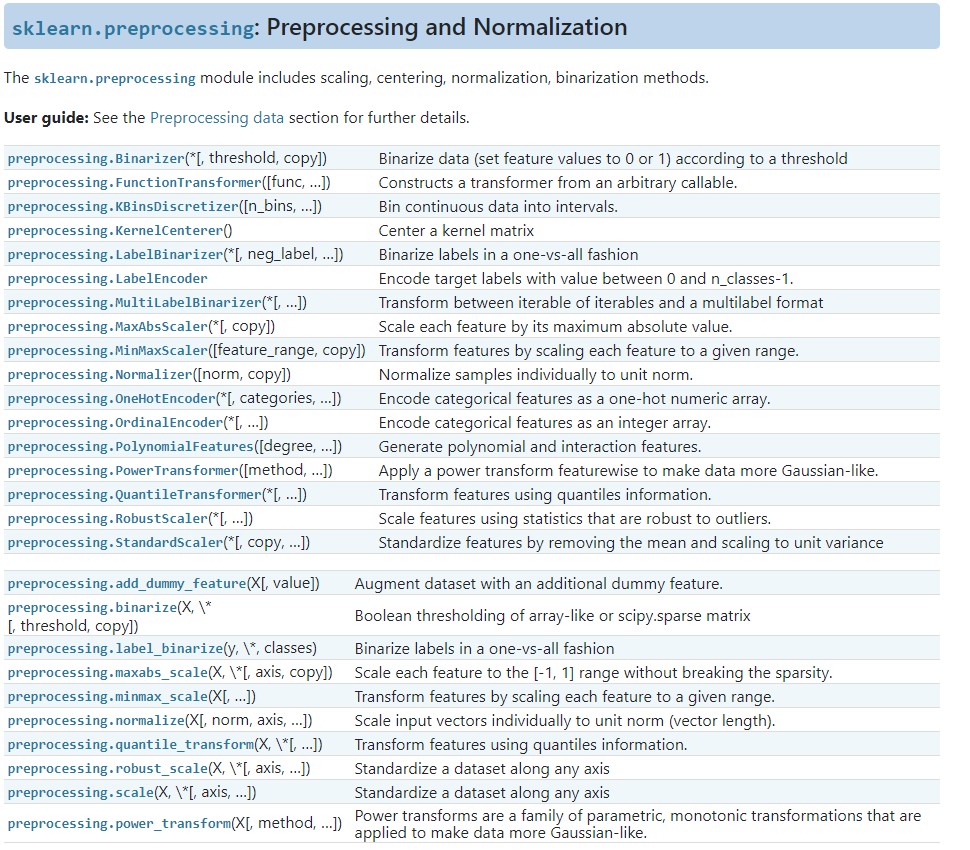 sklearn.preprocessing: Preprocessing and Normalization
The sklearn.preprocessing module includes scaling, centering, normalization, binarization methods.
User guide: See the Preprocessing data section for further details.
preprocessing.Binarizer(*[, threshold, copy]) Binarize data (set feature values to 0 or 1) according to a threshold
preprocessing.FunctionTransformer([func, ...]) Constructs a transformer from an arbitrary callable.
preprocessing.KBinsDiscretizer([n_bins, ...]) Bin continuous data into intervals.
preprocessing.KernelCenterer() Center a kernel matrix
preprocessing.LabelBinarizer(*[, neg_label, ...]) Binarize labels in a one-vs-all fashion
preprocessing.LabelEncoder Encode target labels with value between 0 and n_classes-1.
preprocessing.MultiLabelBinarizer(*[, ...]) Transform between iterable of iterables and a multilabel format
preprocessing.MaxAbsScaler(*[, copy]) Scale each feature by its maximum absolute value.
preprocessing.MinMaxScaler([feature_range, copy]) Transform features by scaling each feature to a given range.
preprocessing.Normalizer([norm, copy]) Normalize samples individually to unit norm.
preprocessing.OneHotEncoder(*[, categories, ...]) Encode categorical features as a one-hot numeric array.
preprocessing.OrdinalEncoder(*[, ...]) Encode categorical features as an integer array.
preprocessing.PolynomialFeatures([degree, ...]) Generate polynomial and interaction features.
preprocessing.PowerTransformer([method, ...]) Apply a power transform featurewise to make data more Gaussian-like.
preprocessing.QuantileTransformer(*[, ...]) Transform features using quantiles information.
preprocessing.RobustScaler(*[, ...]) Scale features using statistics that are robust to outliers.
preprocessing.StandardScaler(*[, copy, ...]) Standardize features by removing the mean and scaling to unit variance
preprocessing.add_dummy_feature(X[, value]) Augment dataset with an additional dummy feature.
preprocessing.binarize(X, \*
[, threshold, copy]) Boolean thresholding of array-like or scipy.sparse matrix
preprocessing.label_binarize(y, \*, classes) Binarize labels in a one-vs-all fashion
preprocessing.maxabs_scale(X, \*[, axis, copy]) Scale each feature to the [-1, 1] range without breaking the sparsity.
preprocessing.minmax_scale(X[, ...]) Transform features by scaling each feature to a given range.
preprocessing.normalize(X[, norm, axis, ...]) Scale input vectors individually to unit norm (vector length).
preprocessing.quantile_transform(X, \*[, ...]) Transform features using quantiles information.
preprocessing.robust_scale(X, \*[, axis, ...]) Standardize a dataset along any axis
preprocessing.scale(X, \*[, axis, ...]) Standardize a dataset along any axis
preprocessing.power_transform(X[, method, ...]) Power transforms are a family of parametric, monotonic transformations that are
applied to make data more Gaussian-like.